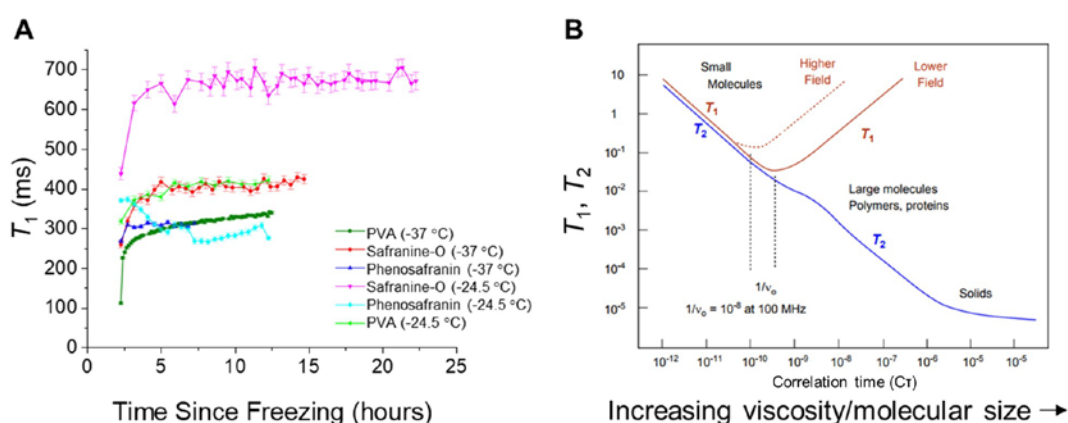 A
T1 (ms)
700
600
500
400
300
200
100
0
0
5
10
15
20
25
PVA (-37 °C)
Safranine-O (-37 °C)
Phenosafranin (-37 °C)
Safranine-O (-24.5 °C)
Phenosafranin (-24.5 °C)
PVA (-24.5 °C)
Time Since Freezing (hours)
B
T1, T2
10
1
10⁻¹
10⁻²
10⁻³
10⁻⁴
10⁻⁵
Small
Molecules
Higher
Field
Lower
Field
T1
T2
T1
Large molecules
Polymers, proteins
T2
Solids
1/ν₀
1/ν₀ = 10⁻⁸ at 100 MHz
10⁻¹²
10⁻¹¹
10⁻¹⁰
10⁻⁹
10⁻⁸
10⁻⁷
10⁻⁶
10⁻⁵
10⁻⁵
Correlation time (Cτ)
Increasing viscosity/molecular size →